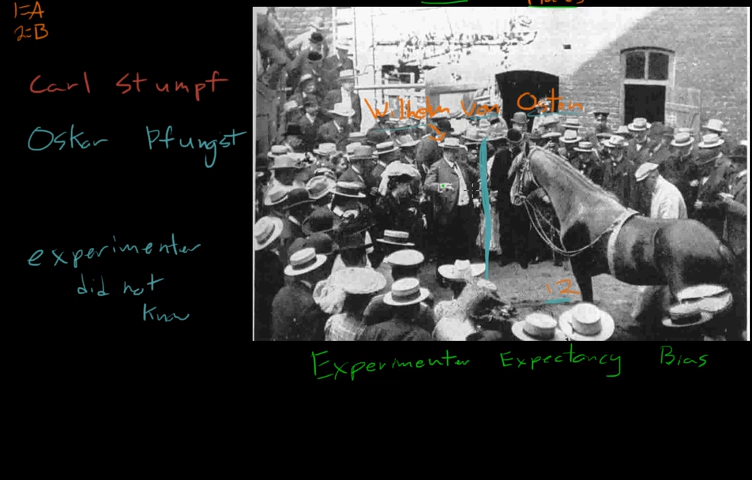 1=A
2=B
Carl Stumpf
Oskar Pfungst
Wilhelm Von Osten
experimenter
did not
know
12
Experimenter Expectancy Bias